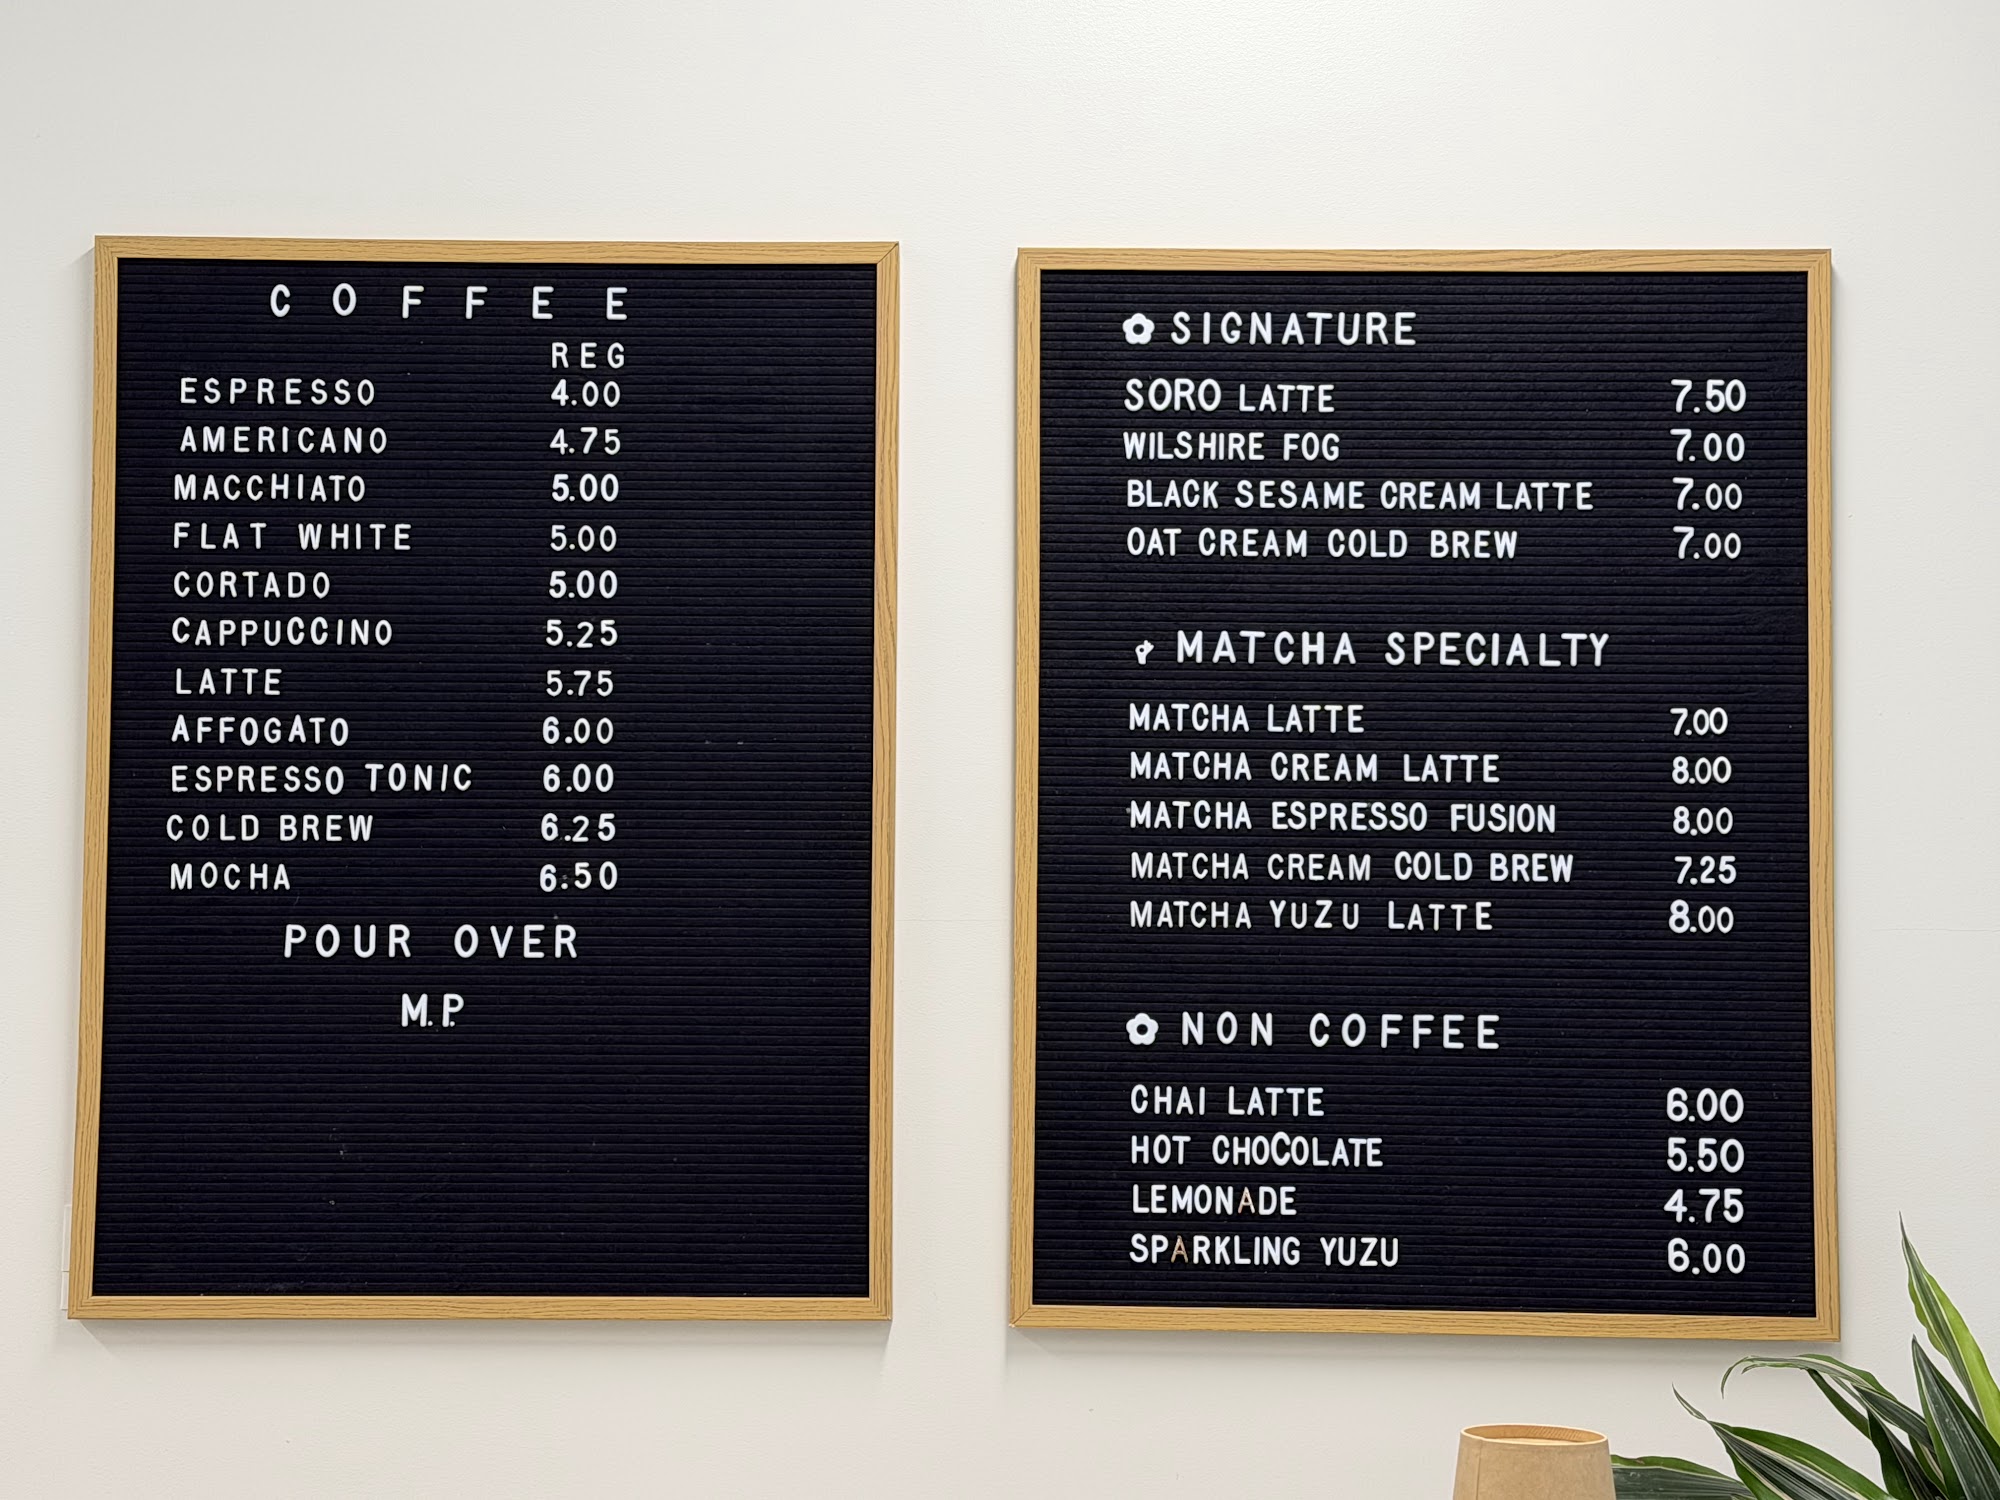 COFFEE
REG
ESPRESSO 4.00
AMERICANO 4.75
MACCHIATO 5.00
FLAT WHITE 5.00
CORTADO 5.00
CAPPUCCINO 5.25
LATTE 5.75
AFFOGATO 6.00
ESPRESSO TONIC 6.00
COLD BREW 6.25
MOCHA 6.50
POUR OVER
M.P.
SIGNATURE
SORO LATTE 7.50
WILSHIRE FOG 7.00
BLACK SESAME CREAM LATTE 7.00
OAT CREAM COLD BREW 7.00
MATCHA SPECIALTY
MATCHA LATTE 7.00
MATCHA CREAM LATTE 8.00
MATCHA ESPRESSO FUSION 8.00
MATCHA CREAM COLD BREW 7.25
MATCHA YUZU LATTE 8.00
NON COFFEE
CHAI LATTE 6.00
HOT CHOCOLATE 5.50
LEMONADE 4.75
SPARKLING YUZU 6.00